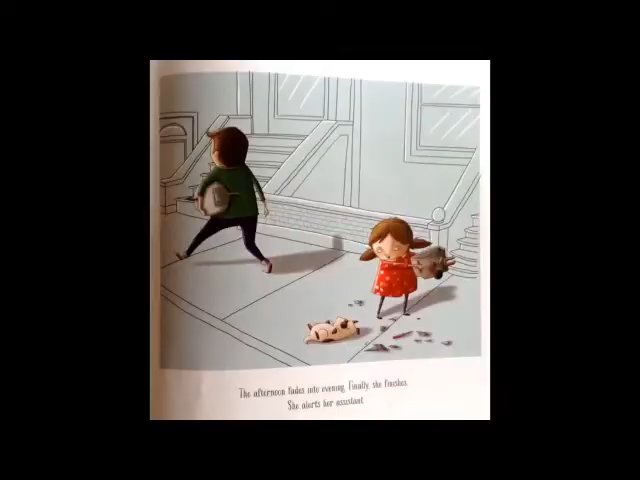 The afternoon fades into evening. Finally, she finishes.
She alerts her assistant.